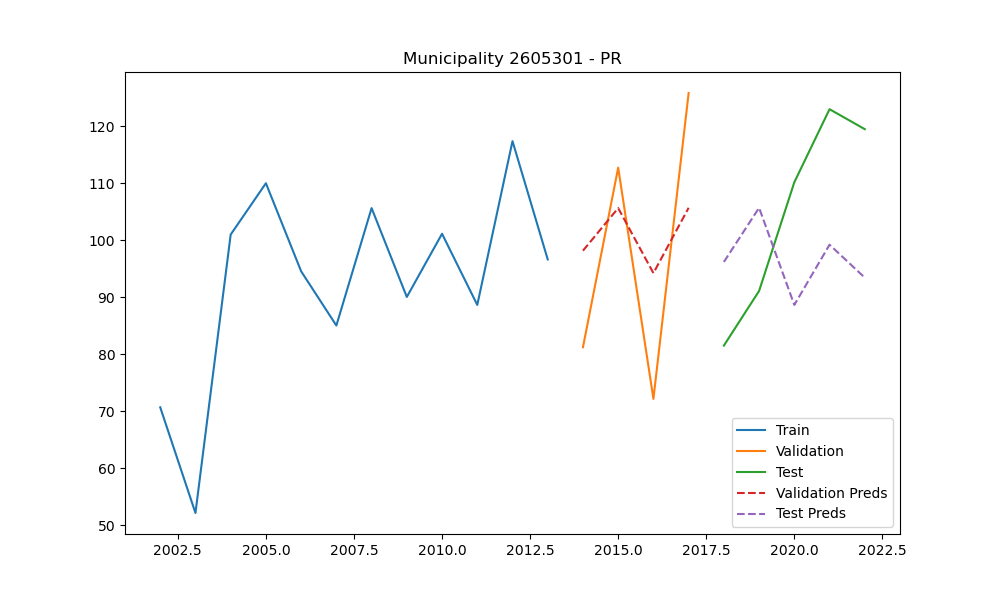 Municipality 2605301 - PR
120
110
100
90
80
70
60
50
2002.5 2005.0 2007.5 2010.0 2012.5 2015.0 2017.5 2020.0 2022.5
Train
Validation
Test
Validation Preds
Test Preds